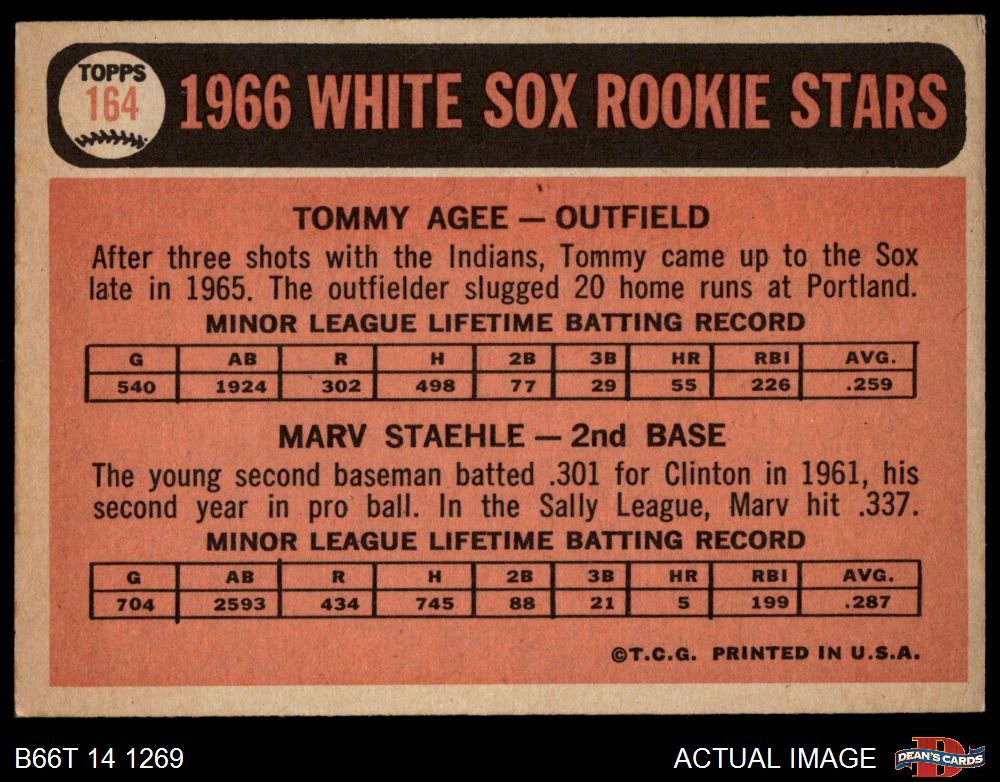 TOPPS
164
1966 WHITE SOX ROOKIE STARS
TOMMY AGEE — OUTFIELD
After three shots with the Indians, Tommy came up to the Sox
late in 1965. The outfielder slugged 20 home runs at Portland.
MINOR LEAGUE LIFETIME BATTING RECORD
G AB R H 2B 3B HR RBI AVG.
540 1924 302 498 77 29 55 226 .259
MARV STAEHLE — 2nd BASE
The young second baseman batted .301 for Clinton in 1961, his
second year in pro ball. In the Sally League, Marv hit .337.
MINOR LEAGUE LIFETIME BATTING RECORD
G AB R H 2B 3B HR RBI AVG.
704 2593 434 745 88 21 5 199 .287
©T.C.G. PRINTED IN U.S.A.
B66T 14 1269
ACTUAL IMAGE
D
DEAN'S CARDS